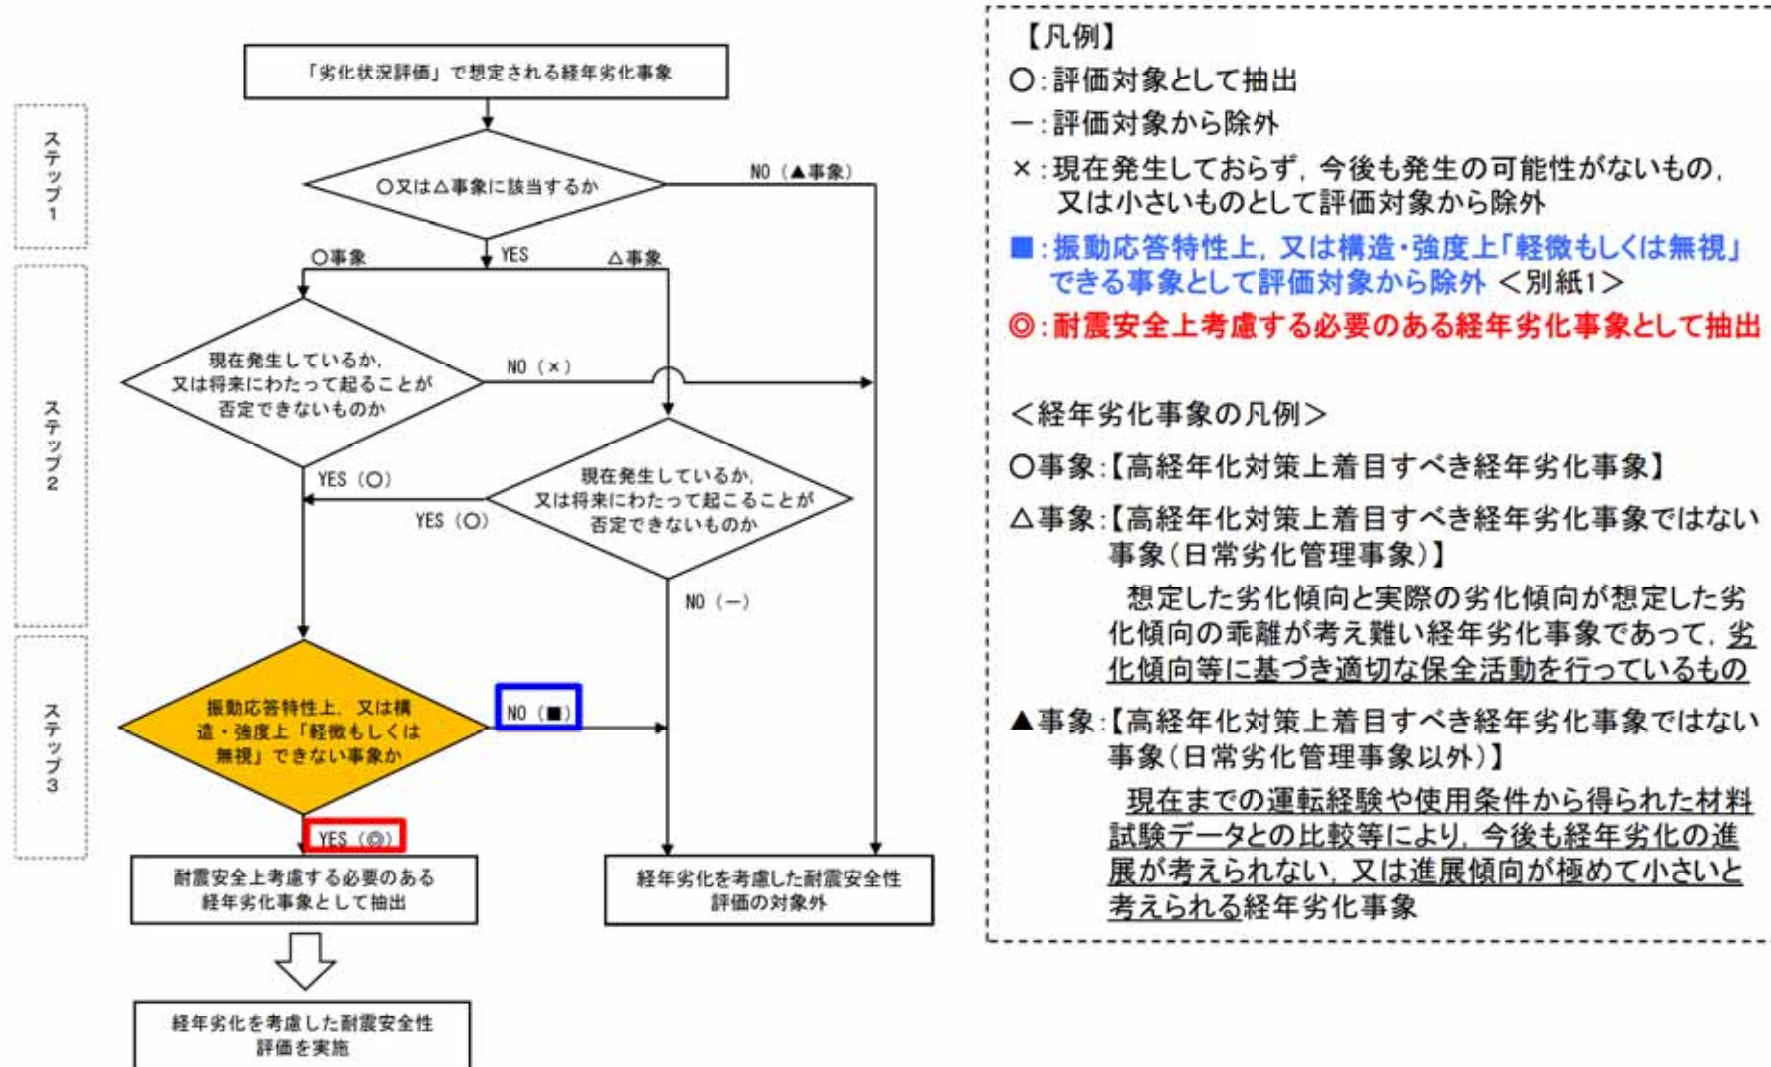 「劣化状況評価」で想定される経年劣化事象
ステップ1
○又は△事象に該当するか
NO（▲事象）
YES
○事象
△事象
ステップ2
現在発生しているか，
又は将来にわたって起ることが
否定できないものか
NO（×）
YES（○）
現在発生しているか，
又は将来にわたって起こることが
否定できないものか
YES（○）
NO（－）
ステップ3
振動応答特性上，又は構
造・強度上「軽微もしくは
無視」できない事象か
NO（■）
YES（◎）
耐震安全上考慮する必要のある
経年劣化事象として抽出
経年劣化を考慮した耐震安全性
評価の対象外
経年劣化を考慮した耐震安全性
評価を実施
【凡例】
○：評価対象として抽出
－：評価対象から除外
×：現在発生しておらず，今後も発生の可能性がないもの，
又は小さいものとして評価対象から除外
■：振動応答特性上，又は構造・強度上「軽微もしくは無視」
できる事象として評価対象から除外 ＜別紙1＞
◎：耐震安全上考慮する必要のある経年劣化事象として抽出
＜経年劣化事象の凡例＞
○事象：【高経年化対策上着目すべき経年劣化事象】
△事象：【高経年化対策上着目すべき経年劣化事象ではない
事象（日常劣化管理事象）】
想定した劣化傾向と実際の劣化傾向が想定した劣
化傾向の乖離が考え難い経年劣化事象であって，劣
化傾向等に基づき適切な保全活動を行っているもの
▲事象：【高経年化対策上着目すべき経年劣化事象ではない
事象（日常劣化管理事象以外）】
現在までの運転経験や使用条件から得られた材料
試験データとの比較等により，今後も経年劣化の進
展が考えられない，又は進展傾向が極めて小さいと
考えられる経年劣化事象